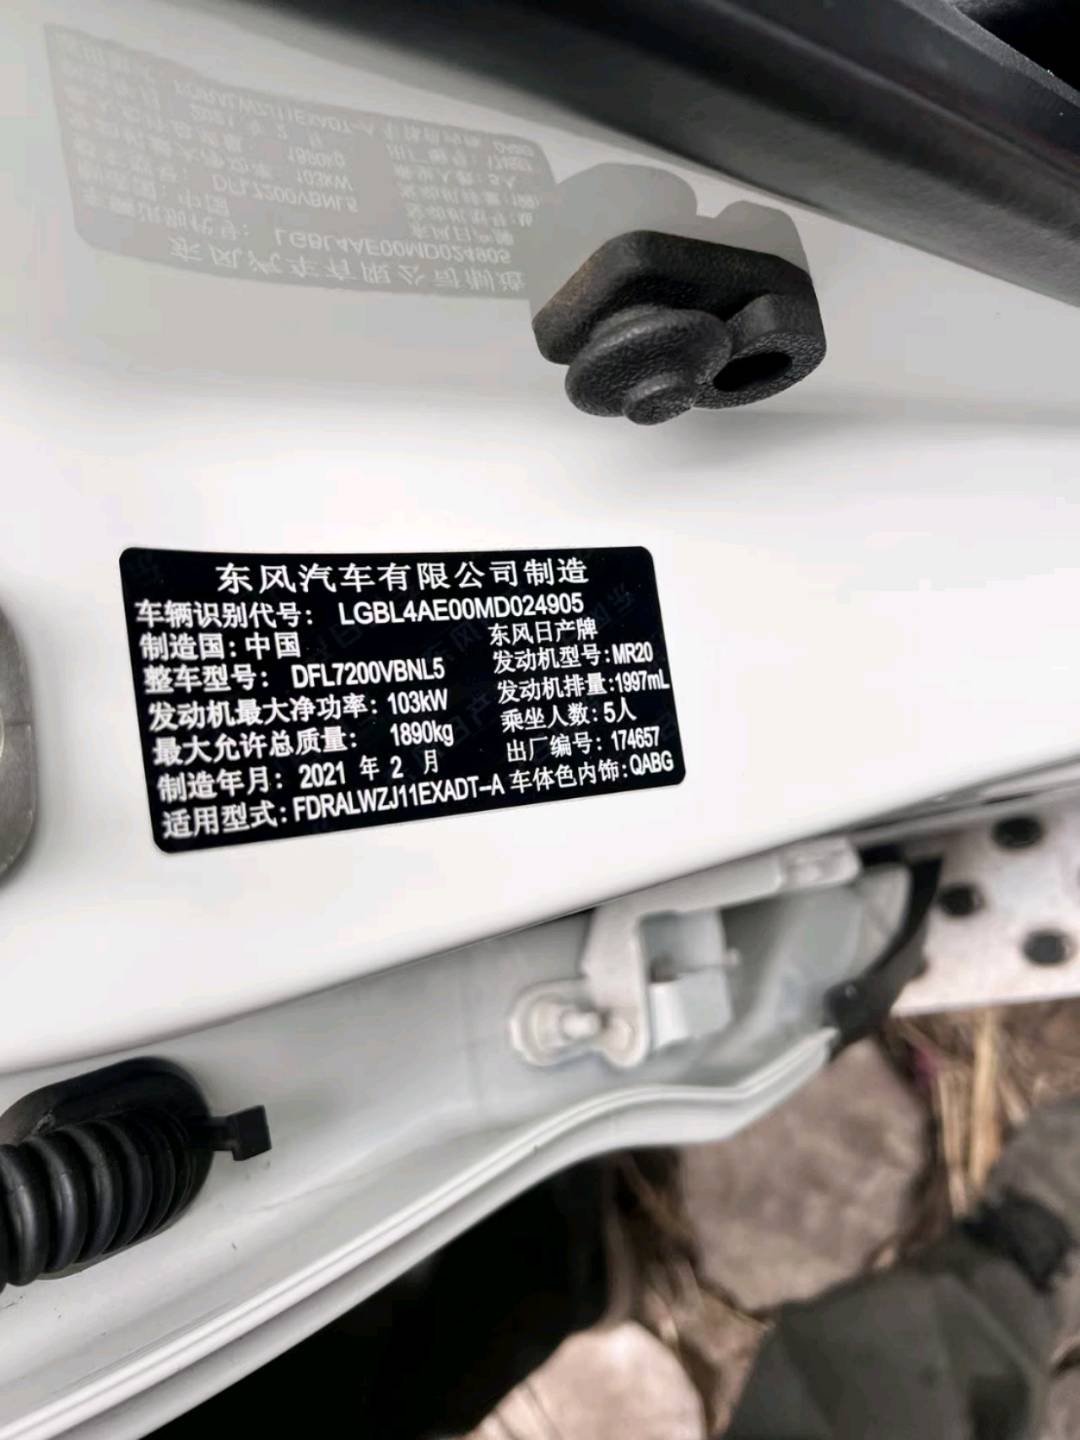 东风汽车有限公司制造
车辆识别代号: LGBL4AE00MD024905
制造国:中国 东风日产牌
整车型号: DFL7200VBNL5 发动机型号:MR20
发动机最大净功率: 103kW 发动机排量:1997mL
最大允许总质量: 1890kg 乘坐人数:5人
制造年月: 2021 年 2 月 出厂编号: 174657
适用型式:FDRALWZJ11EXADT-A 车体色内饰:QABG